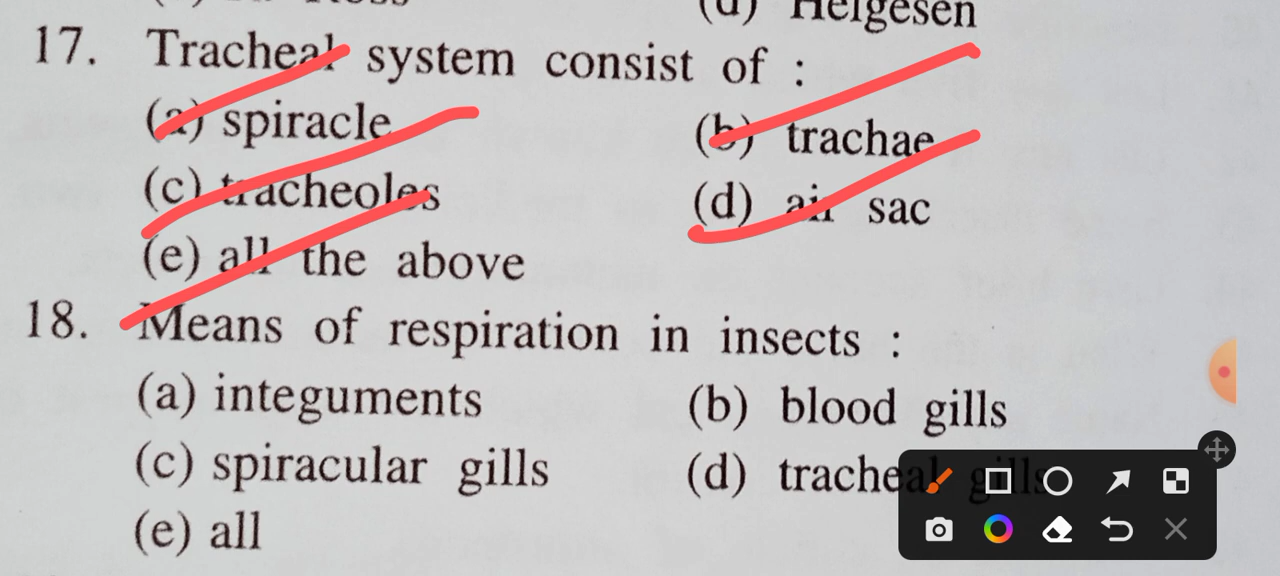 (d) Helgesen
17. Tracheal system consist of :
(a) spiracle (b) trachae
(c) tracheoles (d) air sac
(e) all the above
18. Means of respiration in insects :
(a) integuments (b) blood gills
(c) spiracular gills (d) tracheal gills
(e) all